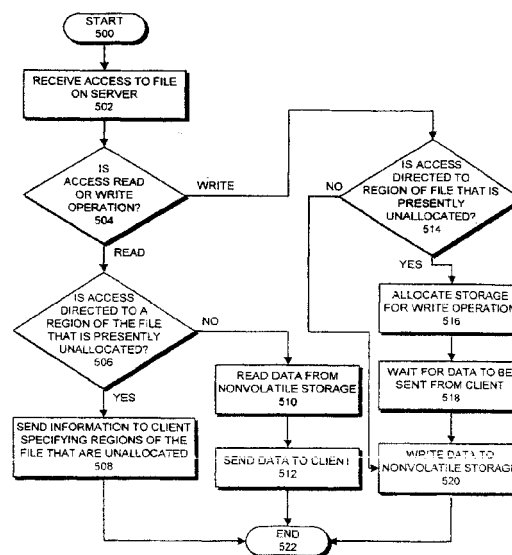 START
500
RECEIVE ACCESS TO FILE
ON SERVER
502
IS
ACCESS READ
OR WRITE
OPERATION?
504
WRITE
READ
IS ACCESS
DIRECTED TO A
REGION OF THE FILE
THAT IS PRESENTLY
UNALLOCATED?
506
NO
YES
SEND INFORMATION TO CLIENT
SPECIFYING REGIONS OF THE
FILE THAT ARE UNALLOCATED
508
READ DATA FROM
NONVOLATILE STORAGE
510
SEND DATA TO CLIENT
512
IS ACCESS
DIRECTED TO
REGION OF FILE THAT IS
PRESENTLY
UNALLOCATED?
514
NO
YES
ALLOCATE STORAGE
FOR WRITE OPERATION
516
WAIT FOR DATA TO BE
SENT FROM CLIENT
518
WRITE DATA TO
NONVOLATILE STORAGE
520
END
522